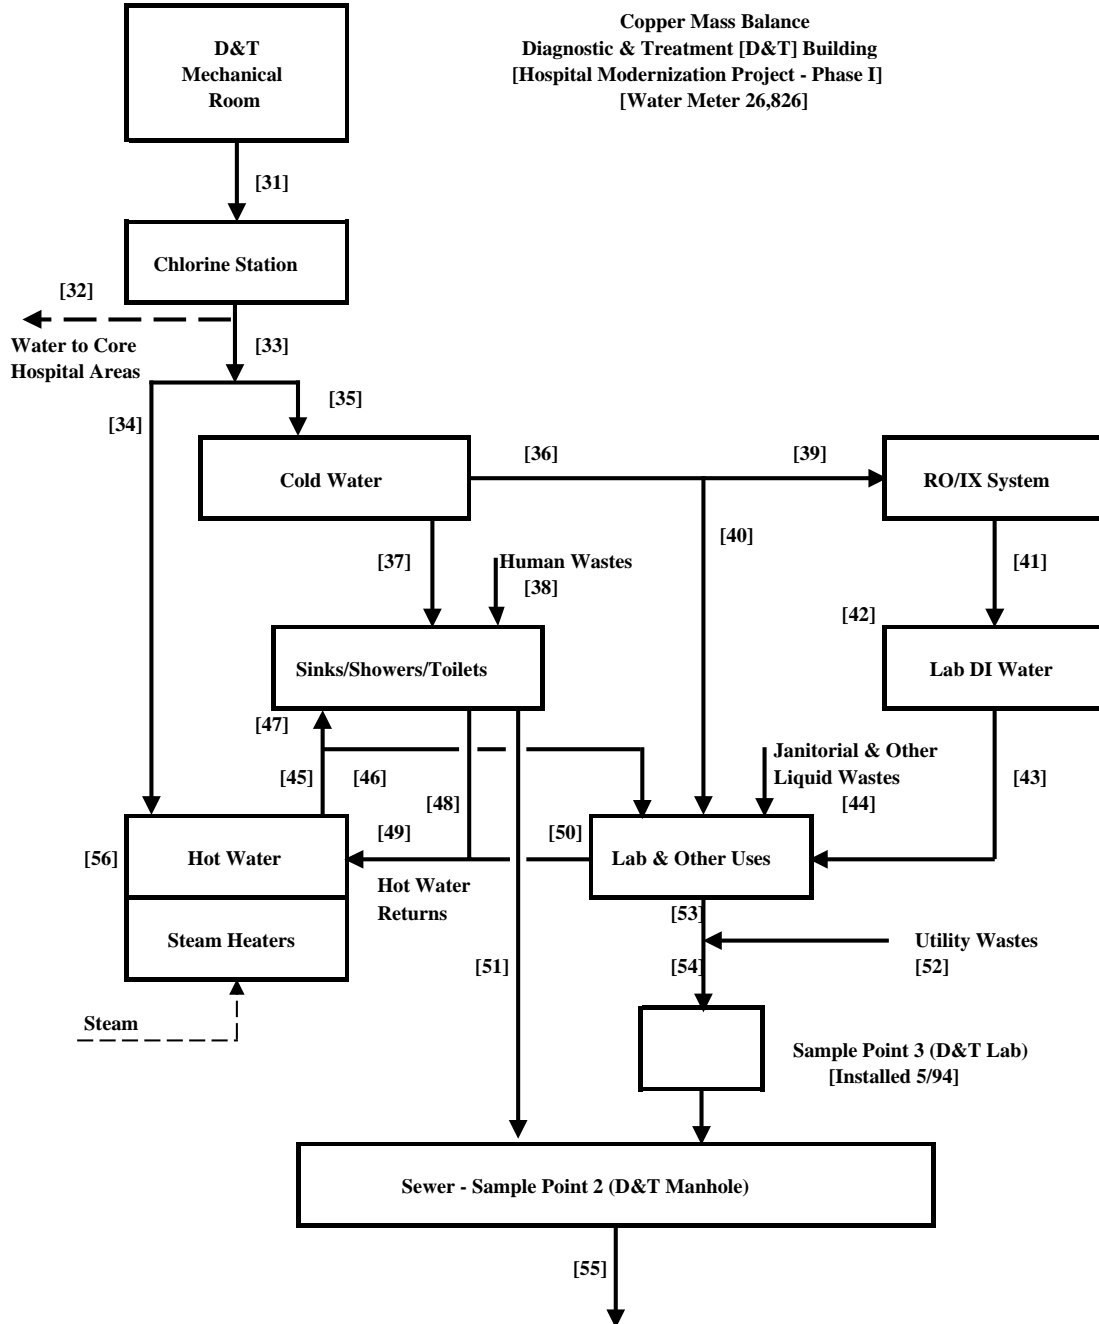 Copper Mass Balance
Diagnostic & Treatment [D&T] Building
[Hospital Modernization Project - Phase I]
[Water Meter 26,826]
D&T
Mechanical
Room
[31]
Chlorine Station
[32]
Water to Core
Hospital Areas
[33]
[34]
[35]
Cold Water
[36]
[39]
RO/IX System
[37]
Human Wastes
[38]
[40]
[41]
[42]
Sinks/Showers/Toilets
Lab DI Water
[47]
[45]
[46]
[48]
Janitorial & Other
Liquid Wastes
[44]
[43]
[49]
[50]
[56]
Hot Water
Lab & Other Uses
Hot Water
Returns
Steam Heaters
[53]
Utility Wastes
[52]
[51]
[54]
Steam
Sample Point 3 (D&T Lab)
[Installed 5/94]
Sewer - Sample Point 2 (D&T Manhole)
[55]